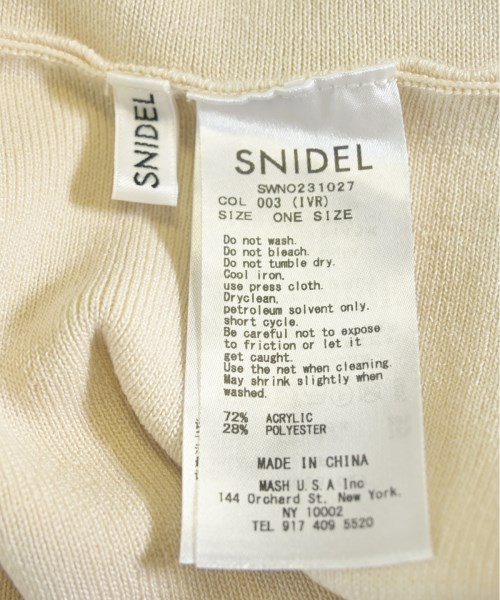 SNIDEL
SNIDEL
SWNO231027
COL 003 (IVR)
SIZE ONE SIZE
Do not wash.
Do not bleach.
Do not tumble dry.
Cool iron,
use press cloth.
Dryclean,
petroleum solvent only.
short cycle.
Be careful not to expose
to friction or let it
get caught.
Use the net when cleaning.
May shrink slightly when
washed.
72% ACRYLIC
28% POLYESTER
MADE IN CHINA
MASH U.S.A Inc
144 Orchard St. New York.
NY 10002
TEL 917 409 5520